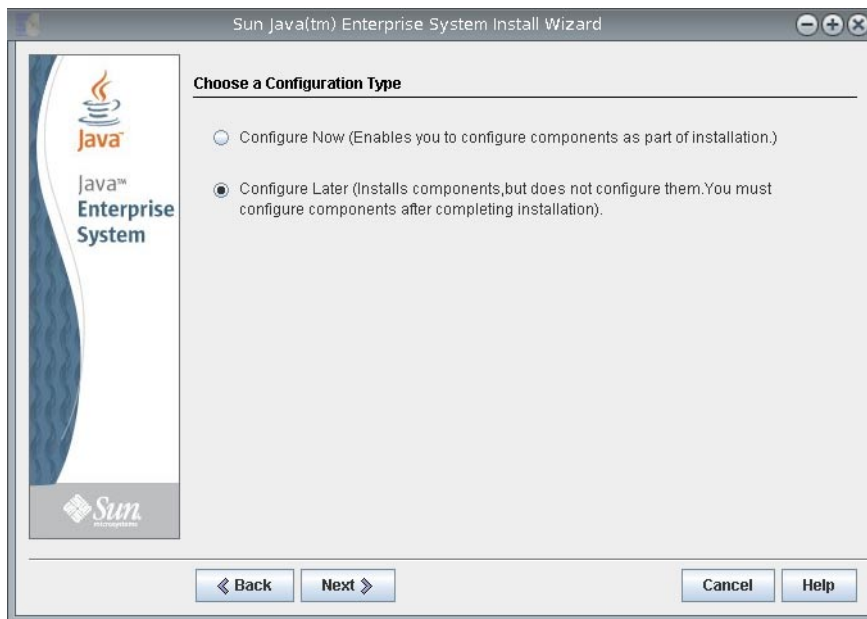 Sun Java(tm) Enterprise System Install Wizard
Java™
Java™
Enterprise
System
Sun
microsystems
Choose a Configuration Type
Configure Now (Enables you to configure components as part of installation.)
Configure Later (Installs components,but does not configure them.You must
configure components after completing installation).
Back
Next
Cancel
Help